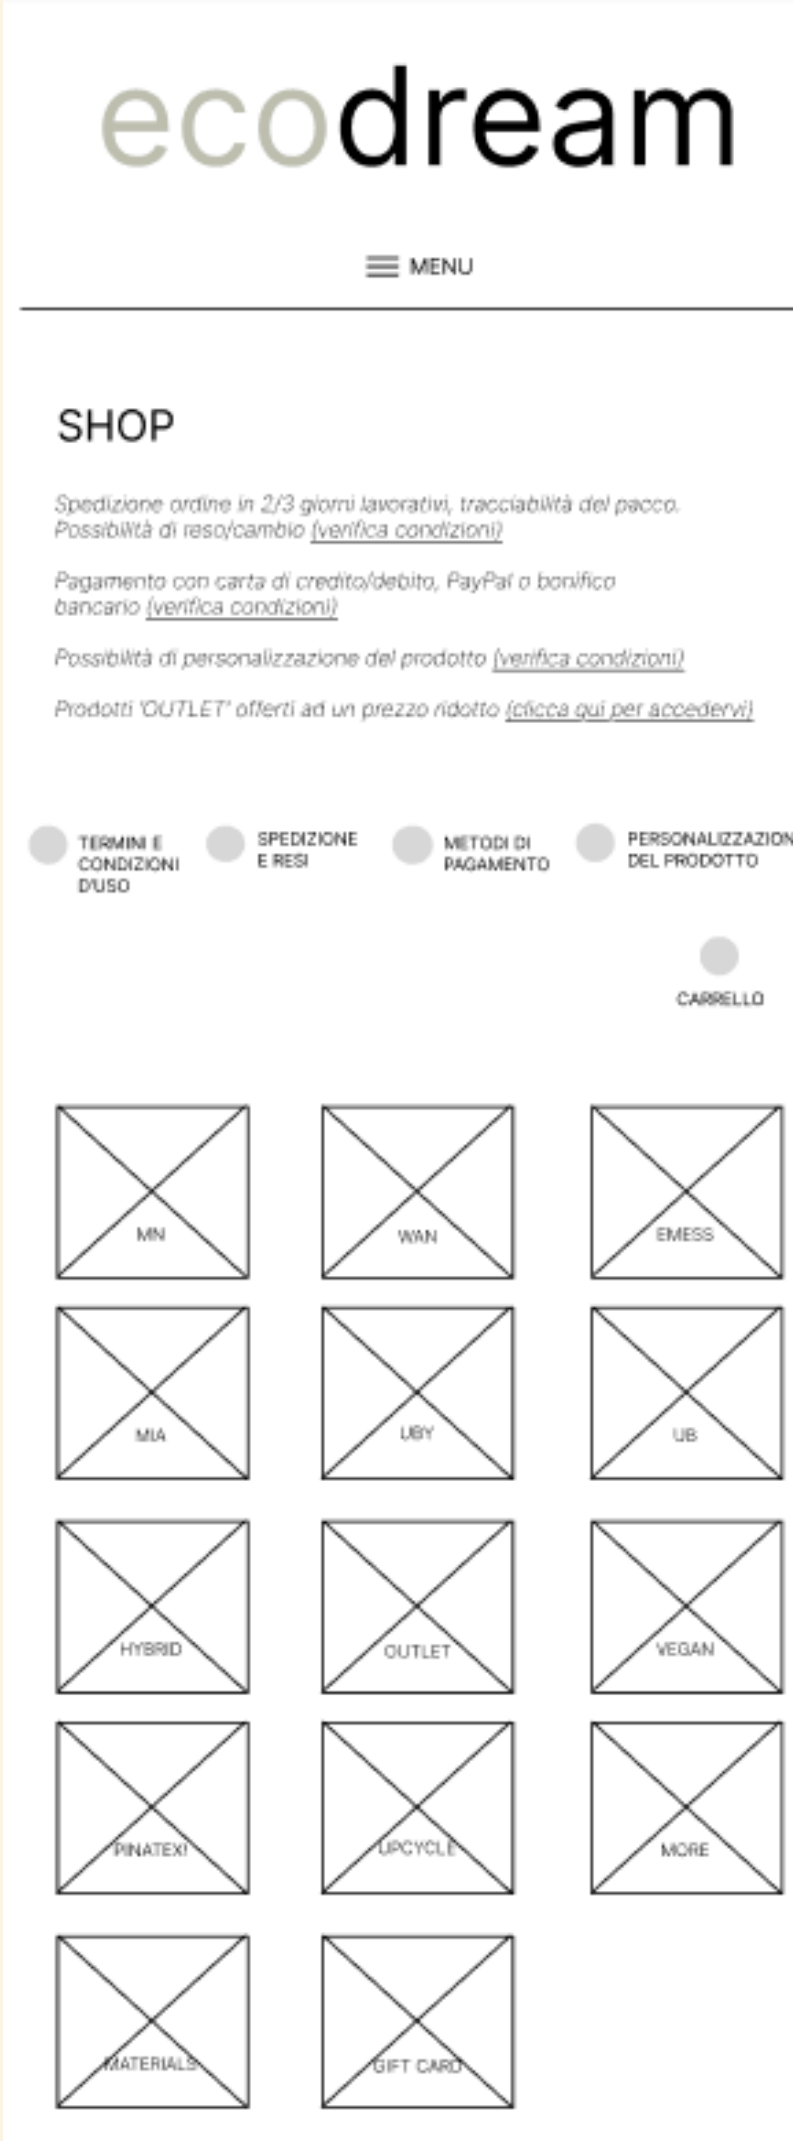 ecodream
MENU
SHOP
Spedizione ordine in 2/3 giorni lavorativi, tracciabilità del pacco.
Possibilità di reso/cambio (verifica condizioni)
Pagamento con carta di credito/debito, PayPal o bonifico
bancario (verifica condizioni)
Possibilità di personalizzazione del prodotto (verifica condizioni)
Prodotti 'OUTLET' offerti ad un prezzo ridotto (clicca qui per accedervi)
TERMINI E
CONDIZIONI
D'USO
SPEDIZIONE
E RESI
METODI DI
PAGAMENTO
PERSONALIZZAZION
DEL PRODOTTO
CARRELLO
MN
WAN
EMESS
MIA
UBY
UB
HYBRID
OUTLET
VEGAN
PINATEX!
UPCYCLE
MORE
MATERIALS
GIFT CARD